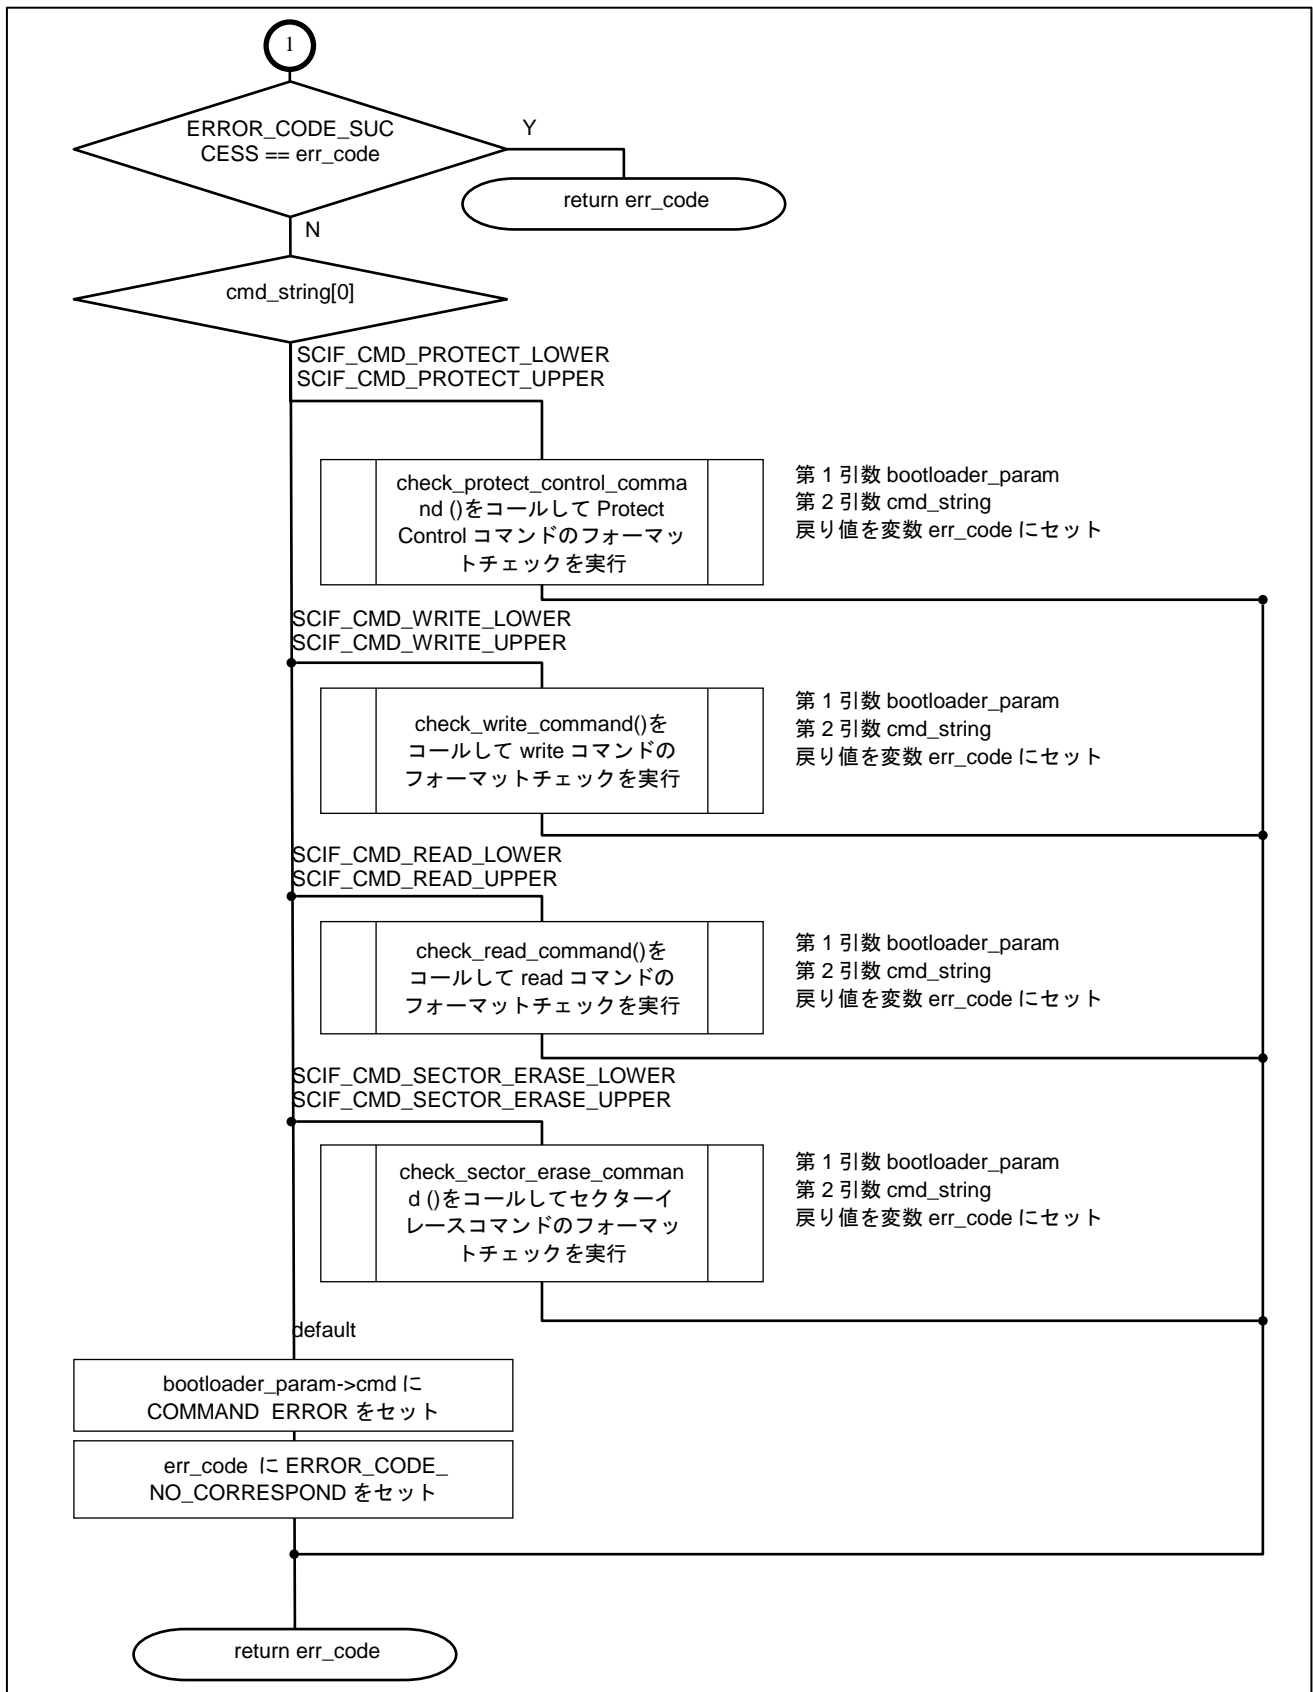 1
ERROR_CODE_SUC
CESS == err_code
Y
return err_code
N
cmd_string[0]
SCIF_CMD_PROTECT_LOWER
SCIF_CMD_PROTECT_UPPER
check_protect_control_comma
nd ()をコールして Protect
Control コマンドのフォーマッ
トチェックを実行
第 1 引数 bootloader_param
第 2 引数 cmd_string
戻り値を変数 err_code にセット
SCIF_CMD_WRITE_LOWER
SCIF_CMD_WRITE_UPPER
check_write_command()を
コールして write コマンドの
フォーマットチェックを実行
第 1 引数 bootloader_param
第 2 引数 cmd_string
戻り値を変数 err_code にセット
SCIF_CMD_READ_LOWER
SCIF_CMD_READ_UPPER
check_read_command()を
コールして read コマンドの
フォーマットチェックを実行
第 1 引数 bootloader_param
第 2 引数 cmd_string
戻り値を変数 err_code にセット
SCIF_CMD_SECTOR_ERASE_LOWER
SCIF_CMD_SECTOR_ERASE_UPPER
check_sector_erase_comman
d ()をコールしてセクターイ
レースコマンドのフォーマッ
トチェックを実行
第 1 引数 bootloader_param
第 2 引数 cmd_string
戻り値を変数 err_code にセット
default
bootloader_param->cmd に
COMMAND_ERROR をセット
err_code に ERROR_CODE_
NO_CORRESPOND をセット
return err_code